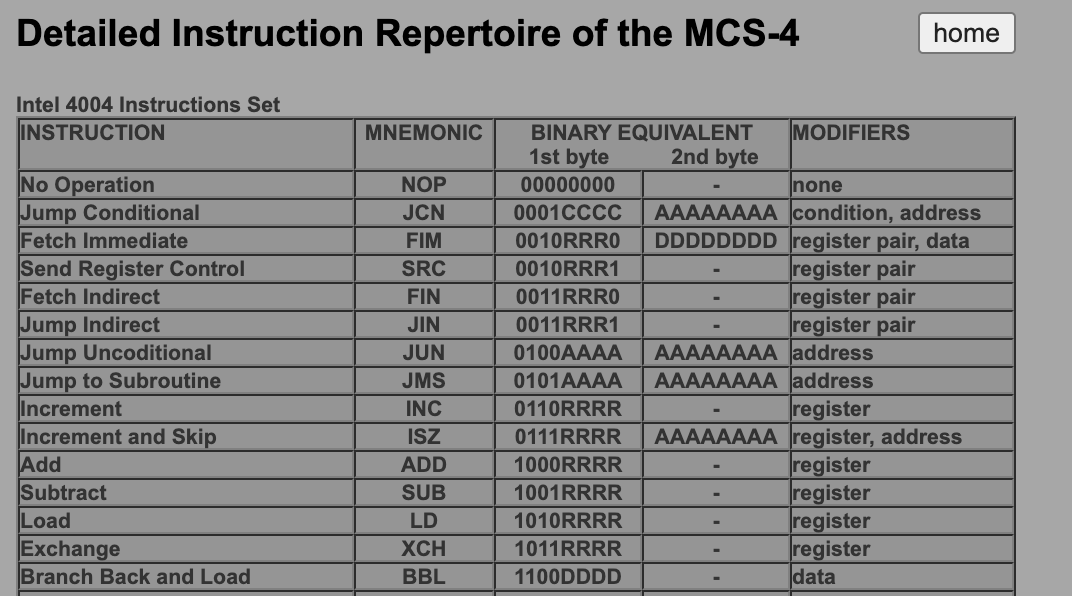 Detailed Instruction Repertoire of the MCS-4
home
Intel 4004 Instructions Set
INSTRUCTION MNEMONIC BINARY EQUIVALENT MODIFIERS
1st byte 2nd byte
No Operation NOP 00000000 - none
Jump Conditional JCN 0001CCCC AAAAAAAA condition, address
Fetch Immediate FIM 0010RRR0 DDDDDDDD register pair, data
Send Register Control SRC 0010RRR1 - register pair
Fetch Indirect FIN 0011RRR0 - register pair
Jump Indirect JIN 0011RRR1 - register pair
Jump Uncoditional JUN 0100AAAA AAAAAAAA address
Jump to Subroutine JMS 0101AAAA AAAAAAAA address
Increment INC 0110RRRR - register
Increment and Skip ISZ 0111RRRR AAAAAAAA register, address
Add ADD 1000RRRR - register
Subtract SUB 1001RRRR - register
Load LD 1010RRRR - register
Exchange XCH 1011RRRR - register
Branch Back and Load BBL 1100DDDD - data